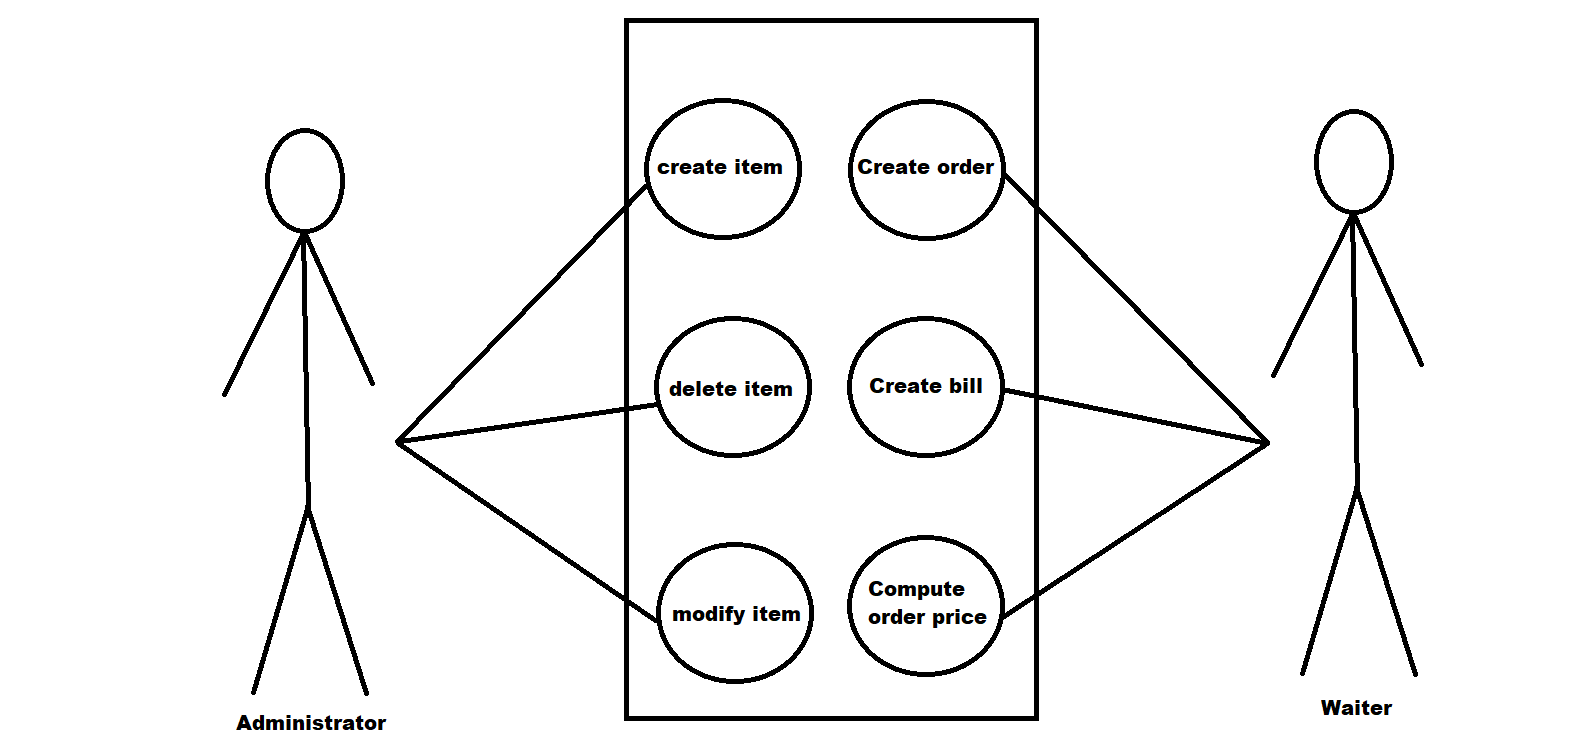 create item
Create order
delete item
Create bill
modify item
Compute
order price
Administrator
Waiter